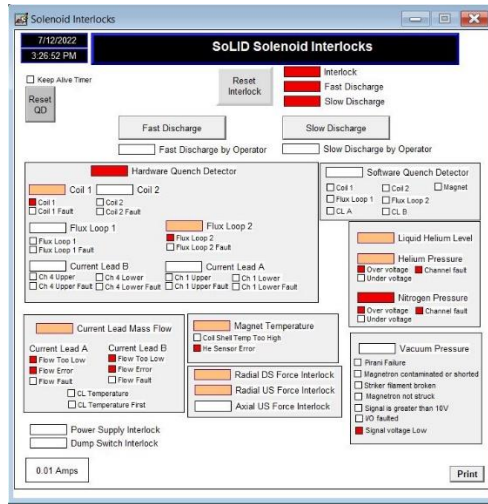 Solenoid Interlocks
7/12/2022
3:26:52 PM
SoLID Solenoid Interlocks
Keep Alive Timer
Reset QD
Reset Interlock
Interlock
Fast Discharge
Slow Discharge
Fast Discharge
Slow Discharge
Fast Discharge by Operator
Slow Discharge by Operator
Hardware Quench Detector
Coil 1
Coil 2
Coil 1
Coil 1 Fault
Coil 2
Coil 2 Fault
Flux Loop 1
Flux Loop 1
Flux Loop 1 Fault
Flux Loop 2
Flux Loop 2
Flux Loop 2 Fault
Current Lead B
Ch 4 Upper
Ch 4 Lower
Ch 4 Upper Fault
Ch 4 Lower Fault
Current Lead A
Ch 1 Upper
Ch 1 Lower
Ch 1 Upper Fault
Ch 1 Lower Fault
Software Quench Detector
Coil 1
Coil 2
Magnet
Flux Loop 1
Flux Loop 2
CL A
CL B
Liquid Helium Level
Helium Pressure
Over voltage
Channel fault
Under voltage
Nitrogen Pressure
Over voltage
Channel fault
Under voltage
Current Lead Mass Flow
Current Lead A
Flow Too Low
Flow Error
Flow Fault
Current Lead B
Flow Too Low
Flow Error
Flow Fault
CL Temperature
CL Temperature First
Magnet Temperature
Coil Shell Temp Too High
He Sensor Error
Radial DS Force Interlock
Radial US Force Interlock
Axial US Force Interlock
Vacuum Pressure
Pirani Failure
Magnetron contaminated or shorted
Striker filament broken
Magnetron not struck
Signal is greater than 10V
I/O faulted
Signal voltage Low
Power Supply Interlock
Dump Switch Interlock
0.01 Amps
Print